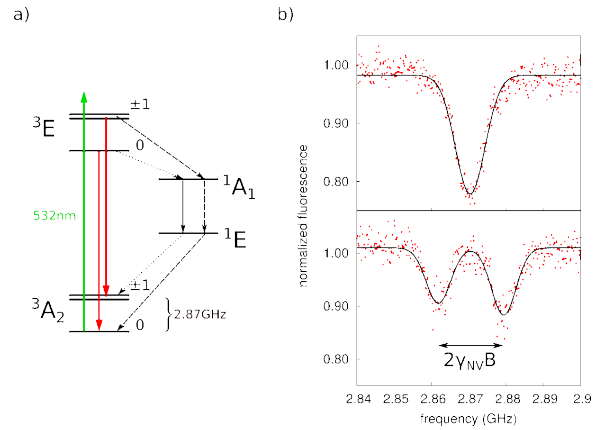 a)
b)
±1
³E
0
¹A₁
532nm
¹E
±1
³A₂
2.87GHz
0
normalized fluorescence
1.00
0.90
0.80
1.00
0.90
0.80
2γNVB
2.84
2.85
2.86
2.87
2.88
2.89
2.9
frequency (GHz)